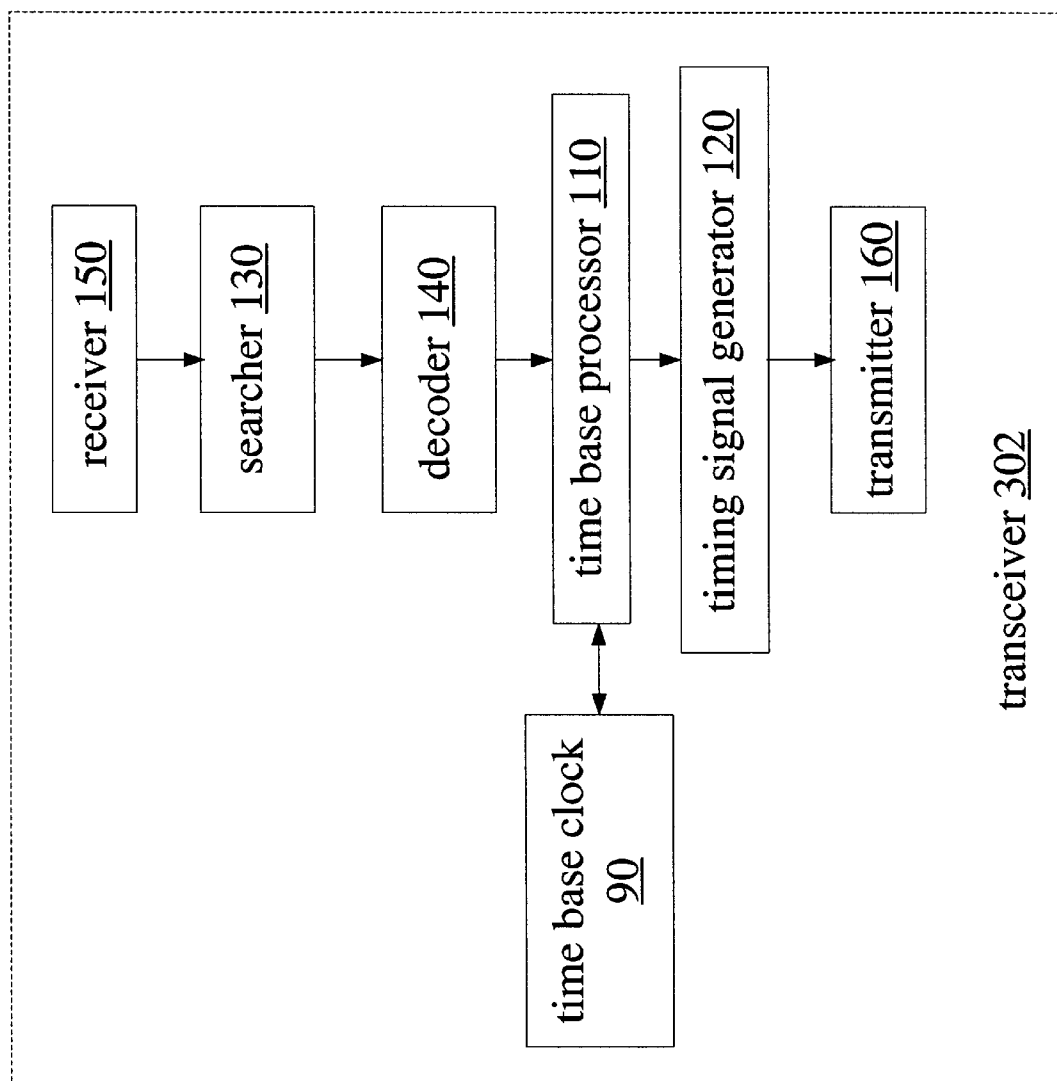 receiver 150
searcher 130
decoder 140
time base processor 110
time base clock
90
timing signal generator 120
transmitter 160
transceiver 302